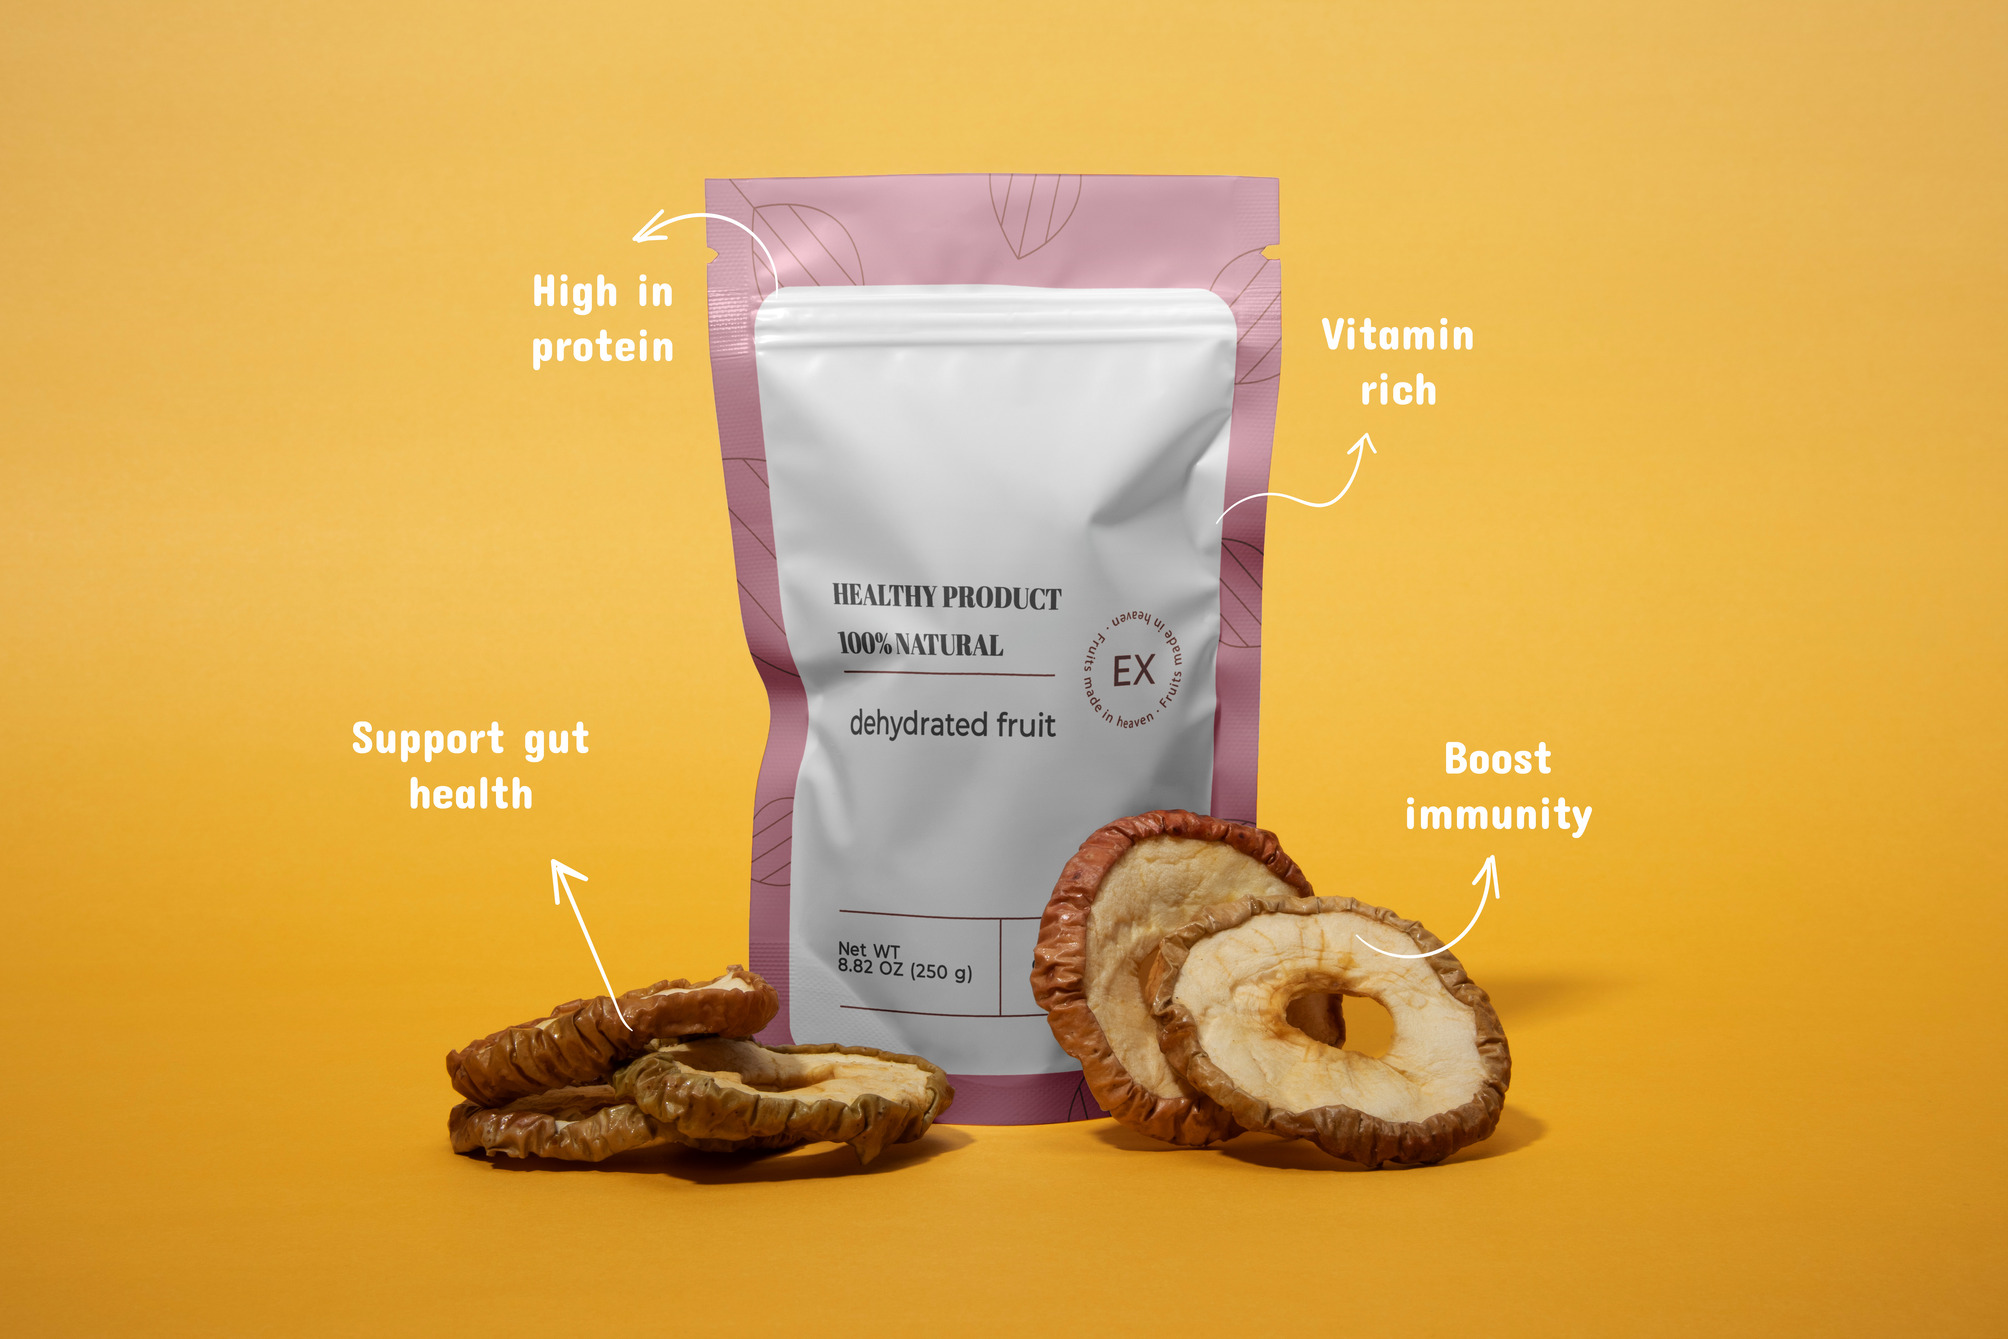 High in
protein
Vitamin
rich
HEALTHY PRODUCT
100% NATURAL
dehydrated fruit
EX
Fruits made in heaven · Fruits made in heaven ·
Support gut
health
Boost
immunity
Net WT
8.82 OZ (250 g)